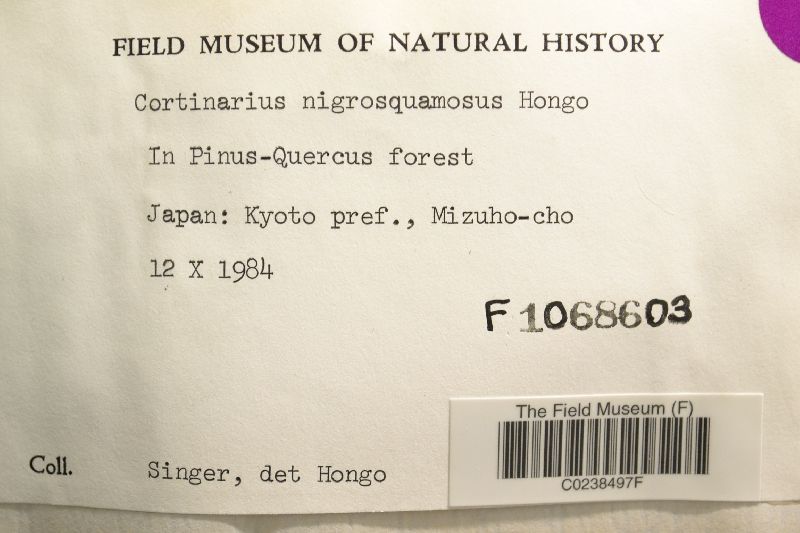 FIELD MUSEUM OF NATURAL HISTORY
Cortinarius nigrosquamosus Hongo
In Pinus-Quercus forest
Japan: Kyoto pref., Mizuho-cho
12 X 1984
F 1068603
The Field Museum (F)
C0238497F
Coll. Singer, det Hongo